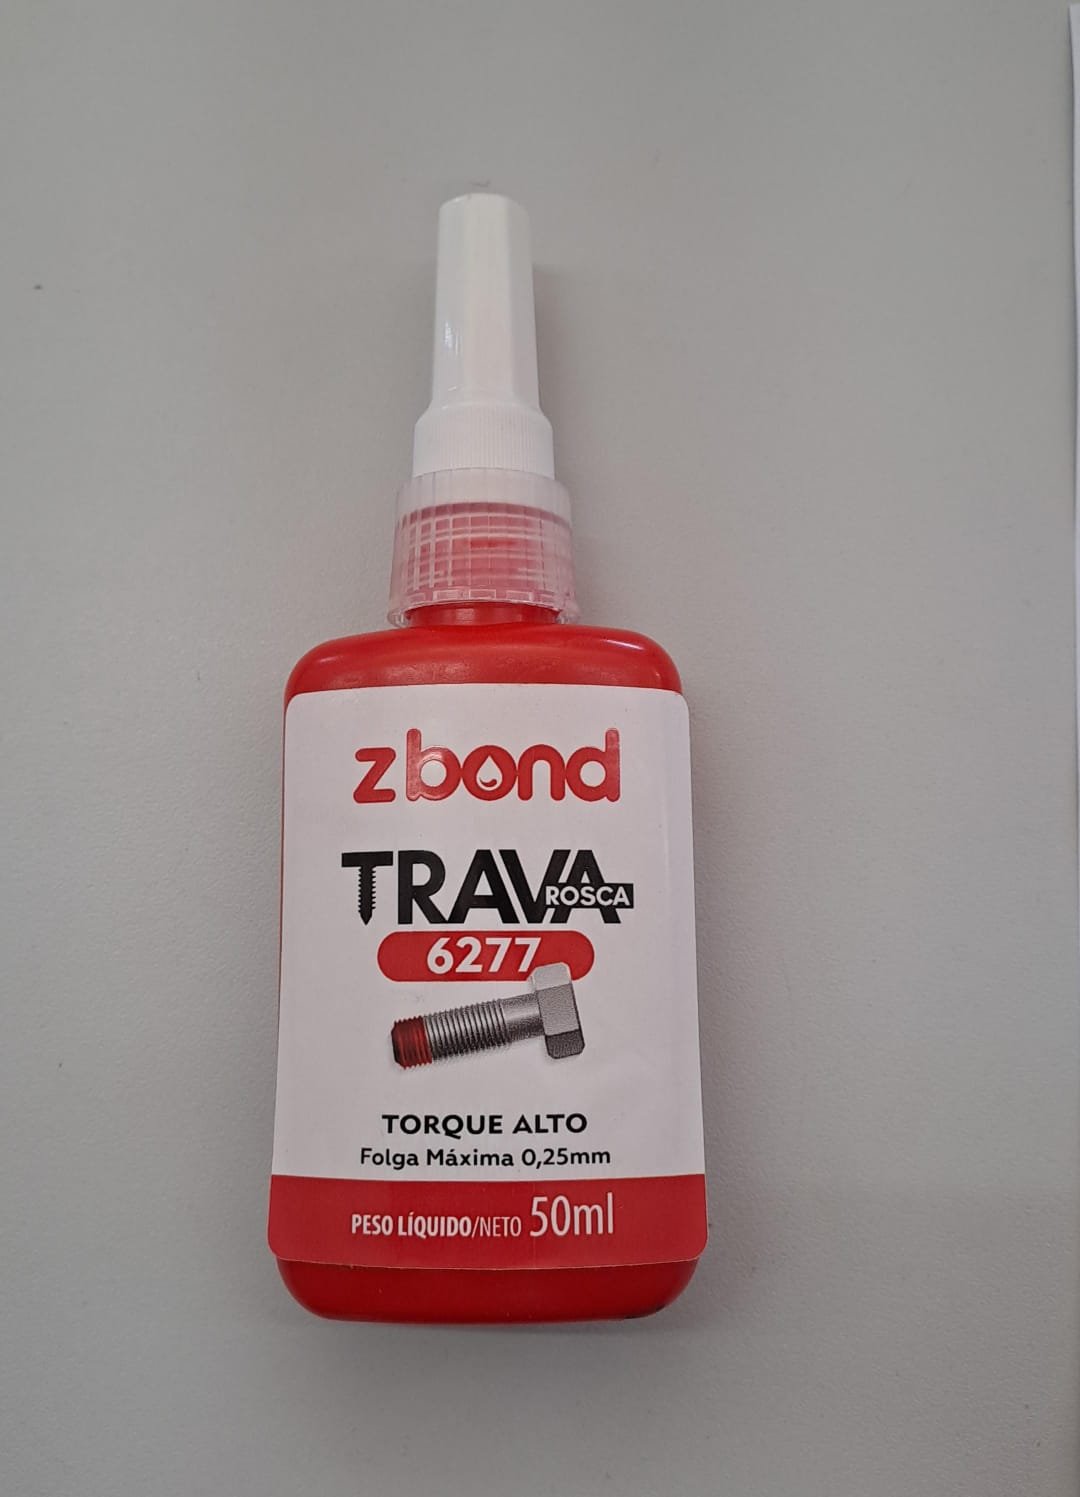 zbond
TRAVA
ROSCA
6277
TORQUE ALTO
Folga Máxima 0,25mm
PESO LÍQUIDO/NETO 50ml